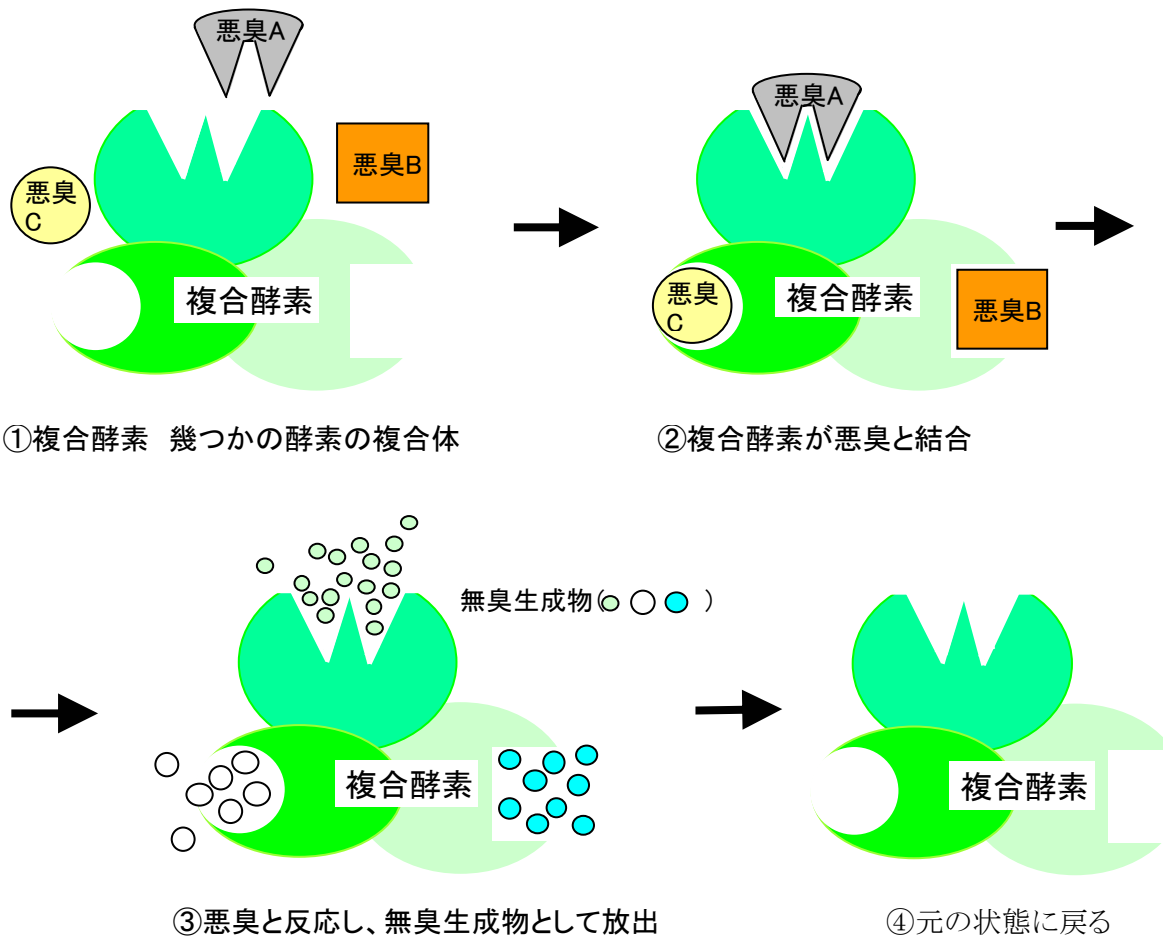 悪臭A
悪臭B
悪臭
C
複合酵素
①複合酵素　幾つかの酵素の複合体
悪臭A
悪臭
C
複合酵素
悪臭B
②複合酵素が悪臭と結合
無臭生成物(　)
複合酵素
③悪臭と反応し、無臭生成物として放出
複合酵素
④元の状態に戻る